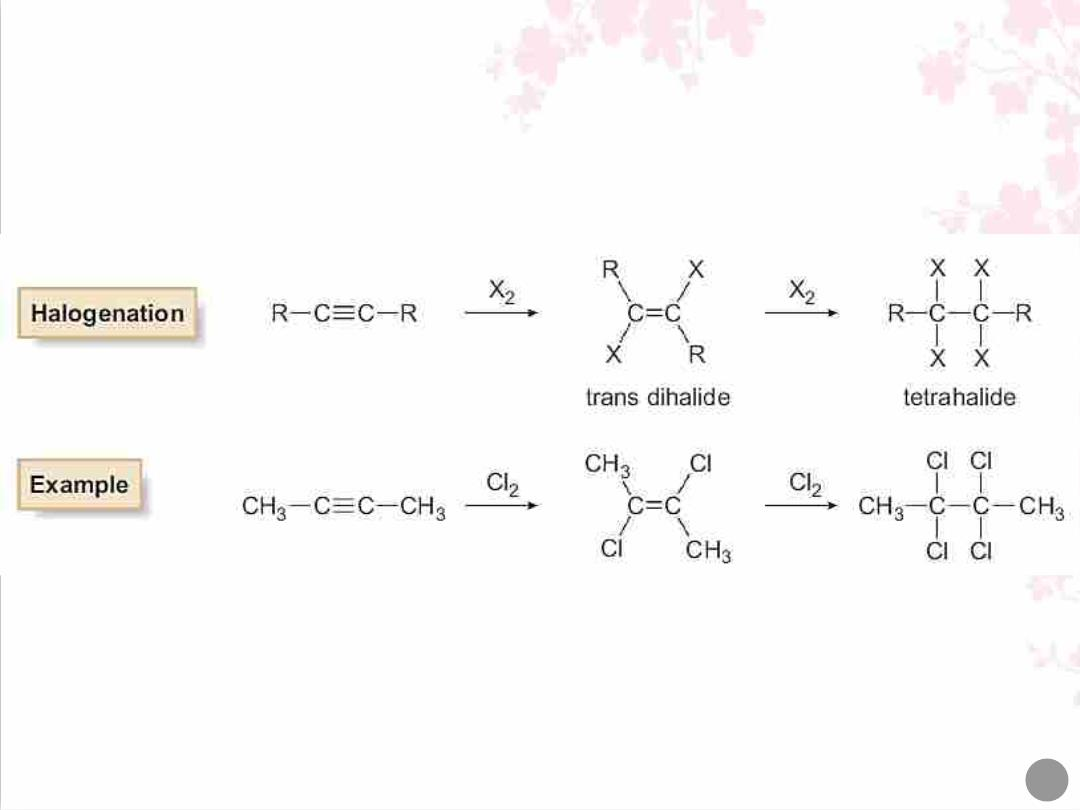 Halogenation
R—C≡C—R
X₂
R X
C=C
X R
trans dihalide
X₂
X X
R—C—C—R
X X
tetrahalide
Example
CH₃—C≡C—CH₃
Cl₂
CH₃ Cl
C=C
Cl CH₃
Cl₂
Cl Cl
CH₃—C—C—CH₃
Cl Cl